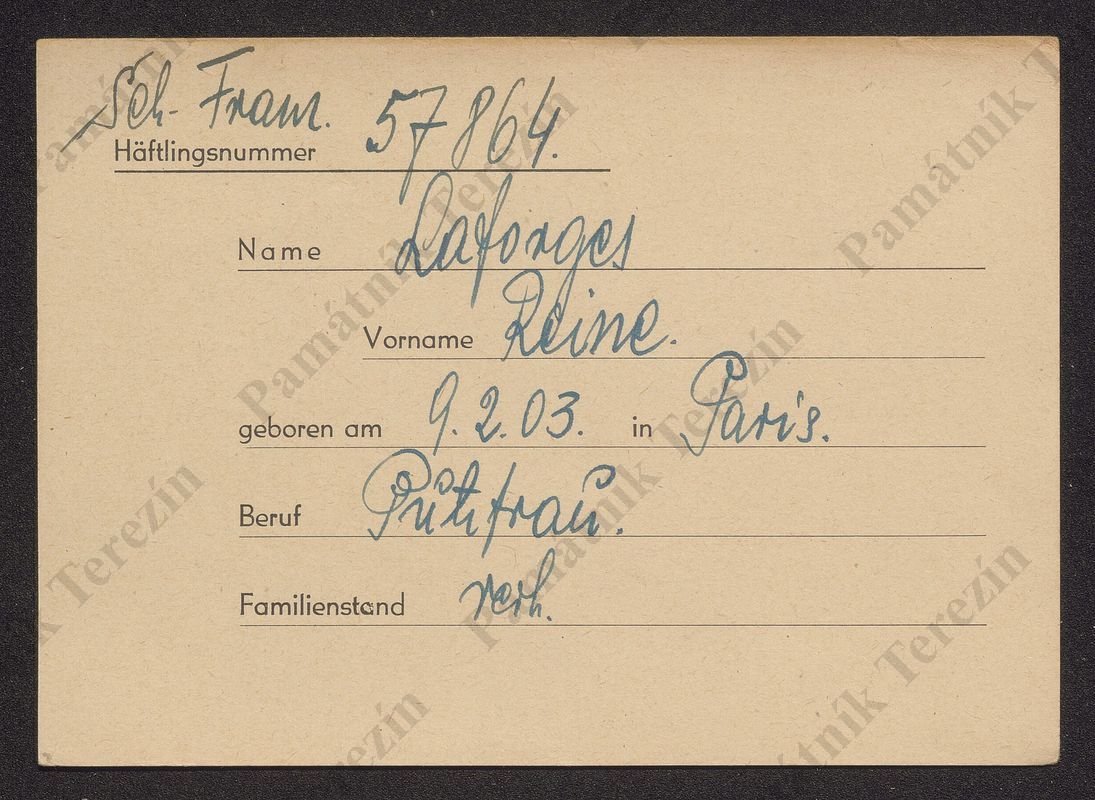 Sch- Franz. 57864.
Häftlingsnummer
Name Laforges
Vorname Reine.
geboren am 9.2.03. in Paris.
Beruf Putzfrau.
Familienstand verh.
Památník Terezín